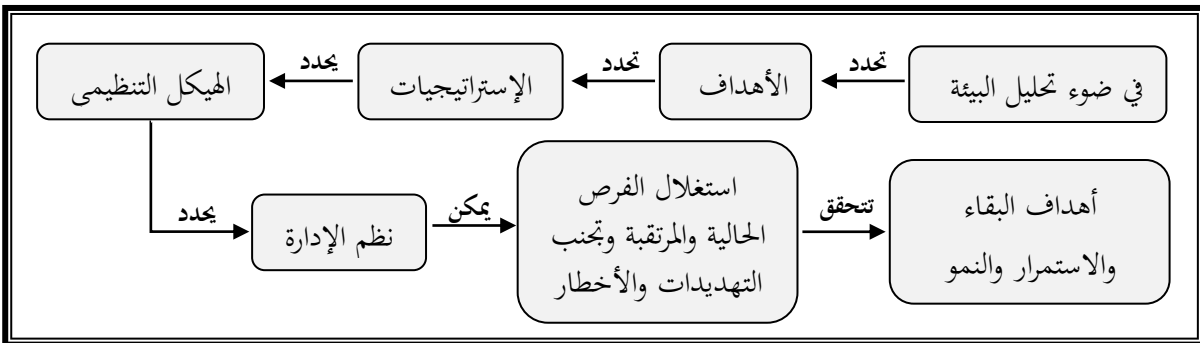 في ضوء تحليل البيئة
تحدد
الأهداف
تحدد
الإستراتيجيات
يحدد
الهيكل التنظيمى
يحدد
نظم الإدارة
يمكن
استغلال الفرص
الحالية والمرتقبة وتجنب
التهديدات والأخطار
تتحقق
أهداف البقاء
والاستمرار والنمو